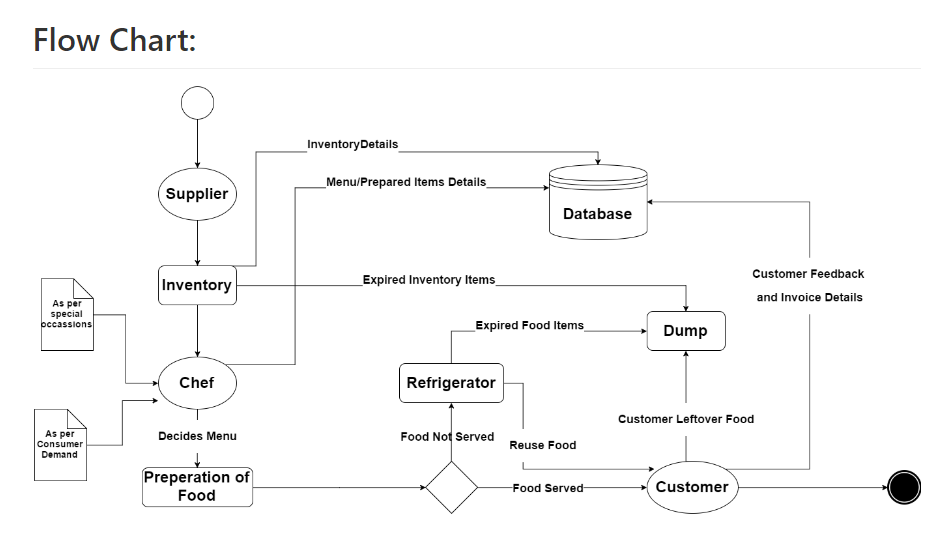 Flow Chart:
InventoryDetails
Menu/Prepared Items Details
Supplier
Database
Customer Feedback
and Invoice Details
Inventory
Expired Inventory Items
As per
special
occassions
Expired Food Items
Dump
Chef
Refrigerator
Customer Leftover Food
As per
Consumer
Demand
Decides Menu
Food Not Served
Reuse Food
Preperation of
Food
Food Served
Customer